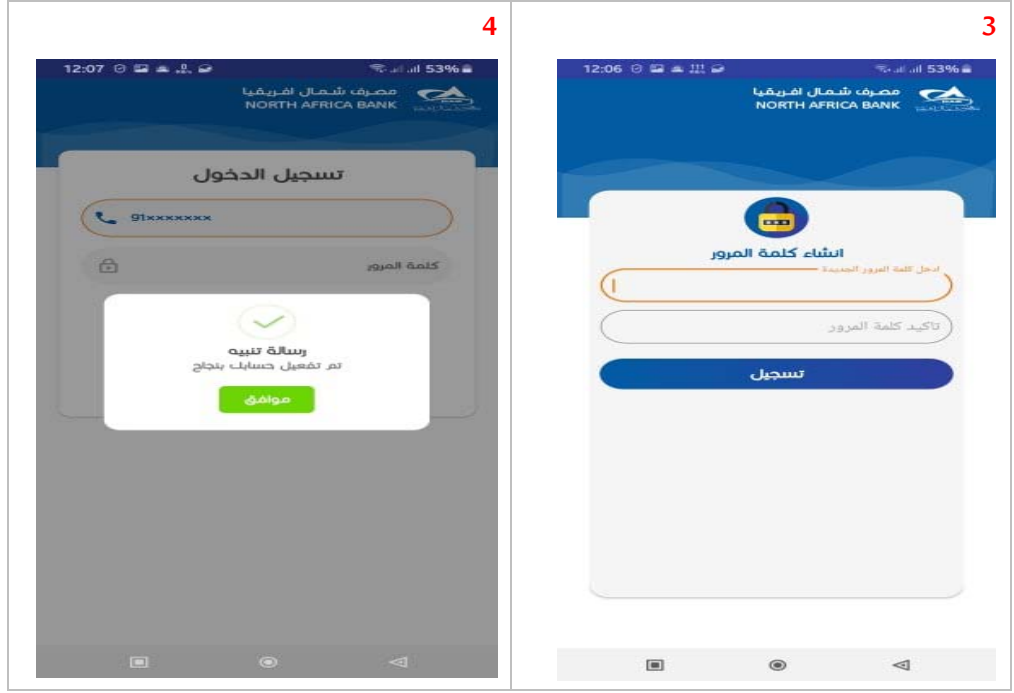 3
12:06 53%
مصرف شمال افريقيا
NORTH AFRICA BANK
انشاء كلمة المرور
ادخل كلمة المرور الجديدة
تاكيد كلمة المرور
تسجيل
4
12:07 53%
مصرف شمال افريقيا
NORTH AFRICA BANK
تسجيل الدخول
91xxxxxxx
كلمة المرور
رسالة تنبيه
تم تفعيل حسابك بنجاح
موافق